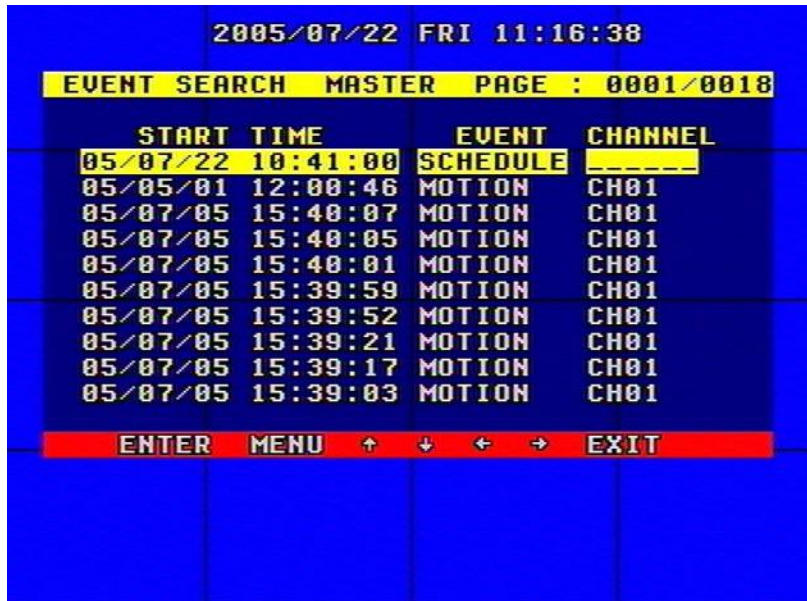 2005/07/22 FRI 11:16:38
EVENT SEARCH MASTER PAGE : 0001/0018
START TIME EVENT CHANNEL
05/07/22 10:41:00 SCHEDULE ______
05/05/01 12:00:46 MOTION CH01
05/07/05 15:40:07 MOTION CH01
05/07/05 15:40:05 MOTION CH01
05/07/05 15:40:01 MOTION CH01
05/07/05 15:39:59 MOTION CH01
05/07/05 15:39:52 MOTION CH01
05/07/05 15:39:21 MOTION CH01
05/07/05 15:39:17 MOTION CH01
05/07/05 15:39:03 MOTION CH01
ENTER MENU ↑ ↓ ← → EXIT